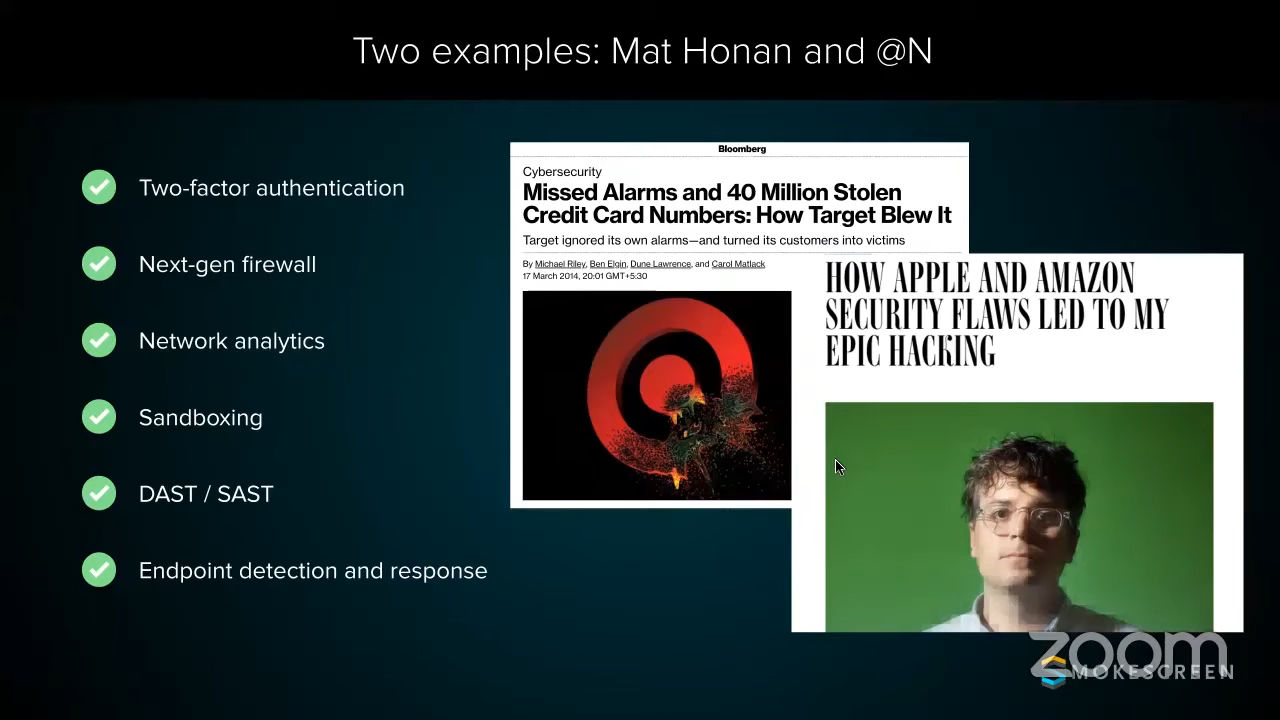 Two examples: Mat Honan and @N
Two-factor authentication
Next-gen firewall
Network analytics
Sandboxing
DAST / SAST
Endpoint detection and response
Bloomberg
Cybersecurity
Missed Alarms and 40 Million Stolen
Credit Card Numbers: How Target Blew It
Target ignored its own alarms—and turned its customers into victims
By Michael Riley, Ben Elgin, Dune Lawrence, and Carol Matlack
17 March 2014, 20:01 GMT+5:30
HOW APPLE AND AMAZON
SECURITY FLAWS LED TO MY
EPIC HACKING
zoom
SMOKESCREEN